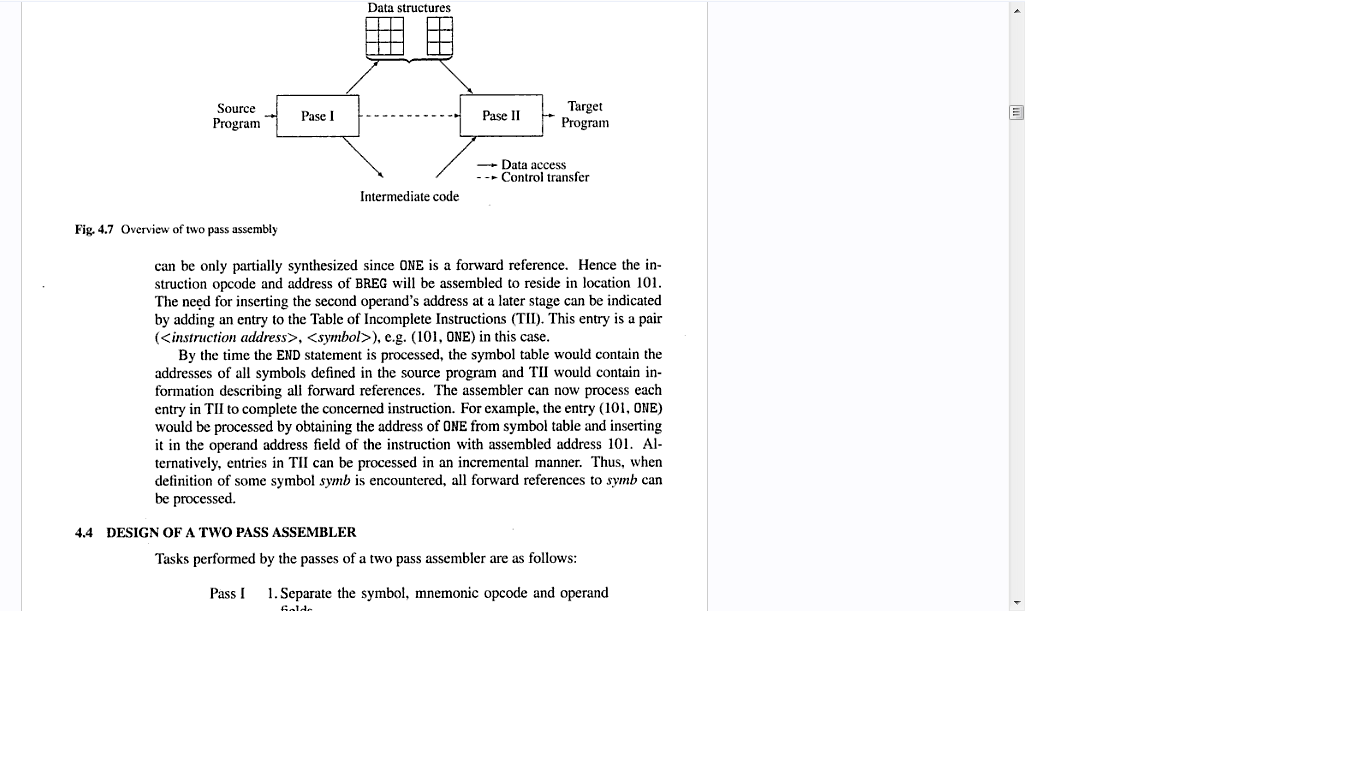 Data structures
Source
Program
Pase I
Pase II
Target
Program
Data access
Control transfer
Intermediate code
Fig. 4.7 Overview of two pass assembly
can be only partially synthesized since ONE is a forward reference. Hence the in-
struction opcode and address of BREG will be assembled to reside in location 101.
The need for inserting the second operand's address at a later stage can be indicated
by adding an entry to the Table of Incomplete Instructions (TII). This entry is a pair
(<instruction address>, <symbol>), e.g. (101, ONE) in this case.
By the time the END statement is processed, the symbol table would contain the
addresses of all symbols defined in the source program and TII would contain in-
formation describing all forward references. The assembler can now process each
entry in TII to complete the concerned instruction. For example, the entry (101, ONE)
would be processed by obtaining the address of ONE from symbol table and inserting
it in the operand address field of the instruction with assembled address 101. Al-
ternatively, entries in TII can be processed in an incremental manner. Thus, when
definition of some symbol symb is encountered, all forward references to symb can
be processed.
4.4 DESIGN OF A TWO PASS ASSEMBLER
Tasks performed by the passes of a two pass assembler are as follows:
Pass I 1. Separate the symbol, mnemonic opcode and operand